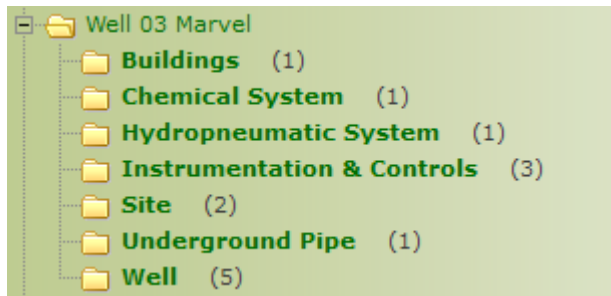 Well 03 Marvel
Buildings (1)
Chemical System (1)
Hydropneumatic System (1)
Instrumentation & Controls (3)
Site (2)
Underground Pipe (1)
Well (5)